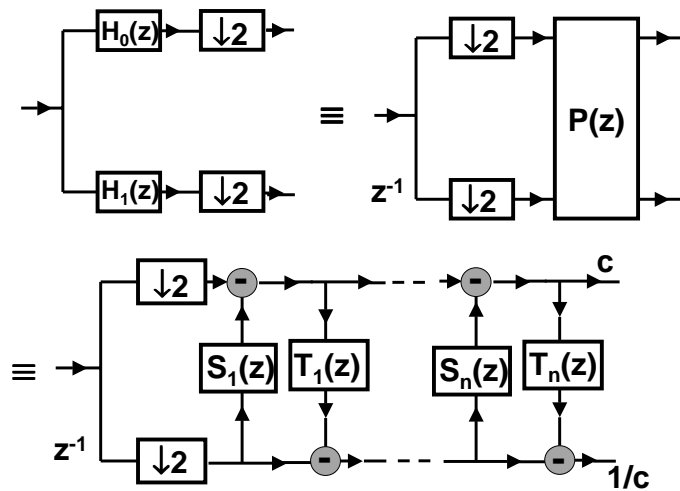 H₀(z) ↓2
↓2
≡
P(z)
H₁(z) ↓2
z⁻¹ ↓2
↓2 - - c
≡
S₁(z) T₁(z) Sₙ(z) Tₙ(z)
z⁻¹ ↓2 - - 1/c